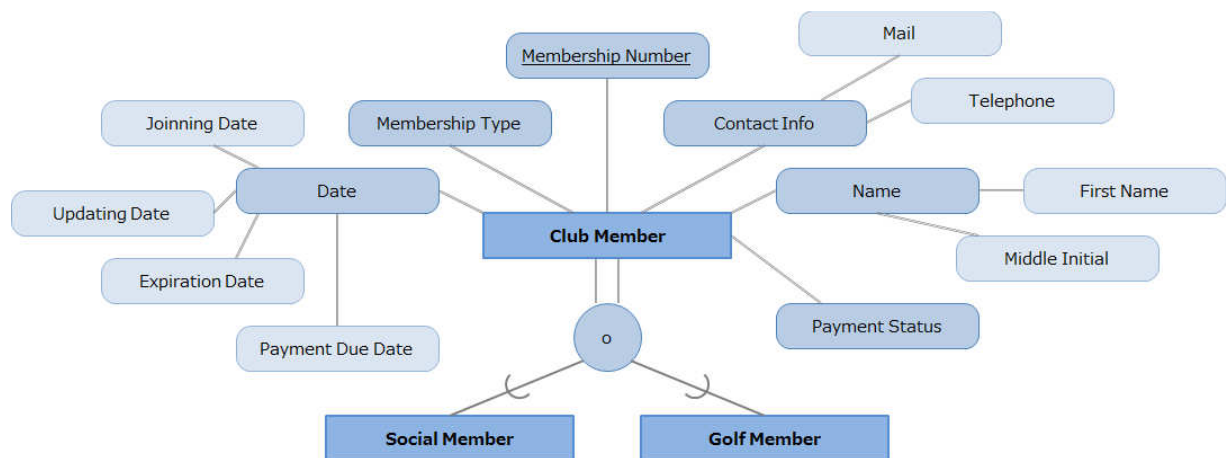 Mail
Membership Number
Telephone
Joinning Date
Membership Type
Contact Info
Date
Name
First Name
Updating Date
Club Member
Middle Initial
Expiration Date
Payment Status
Payment Due Date
o
Social Member
Golf Member